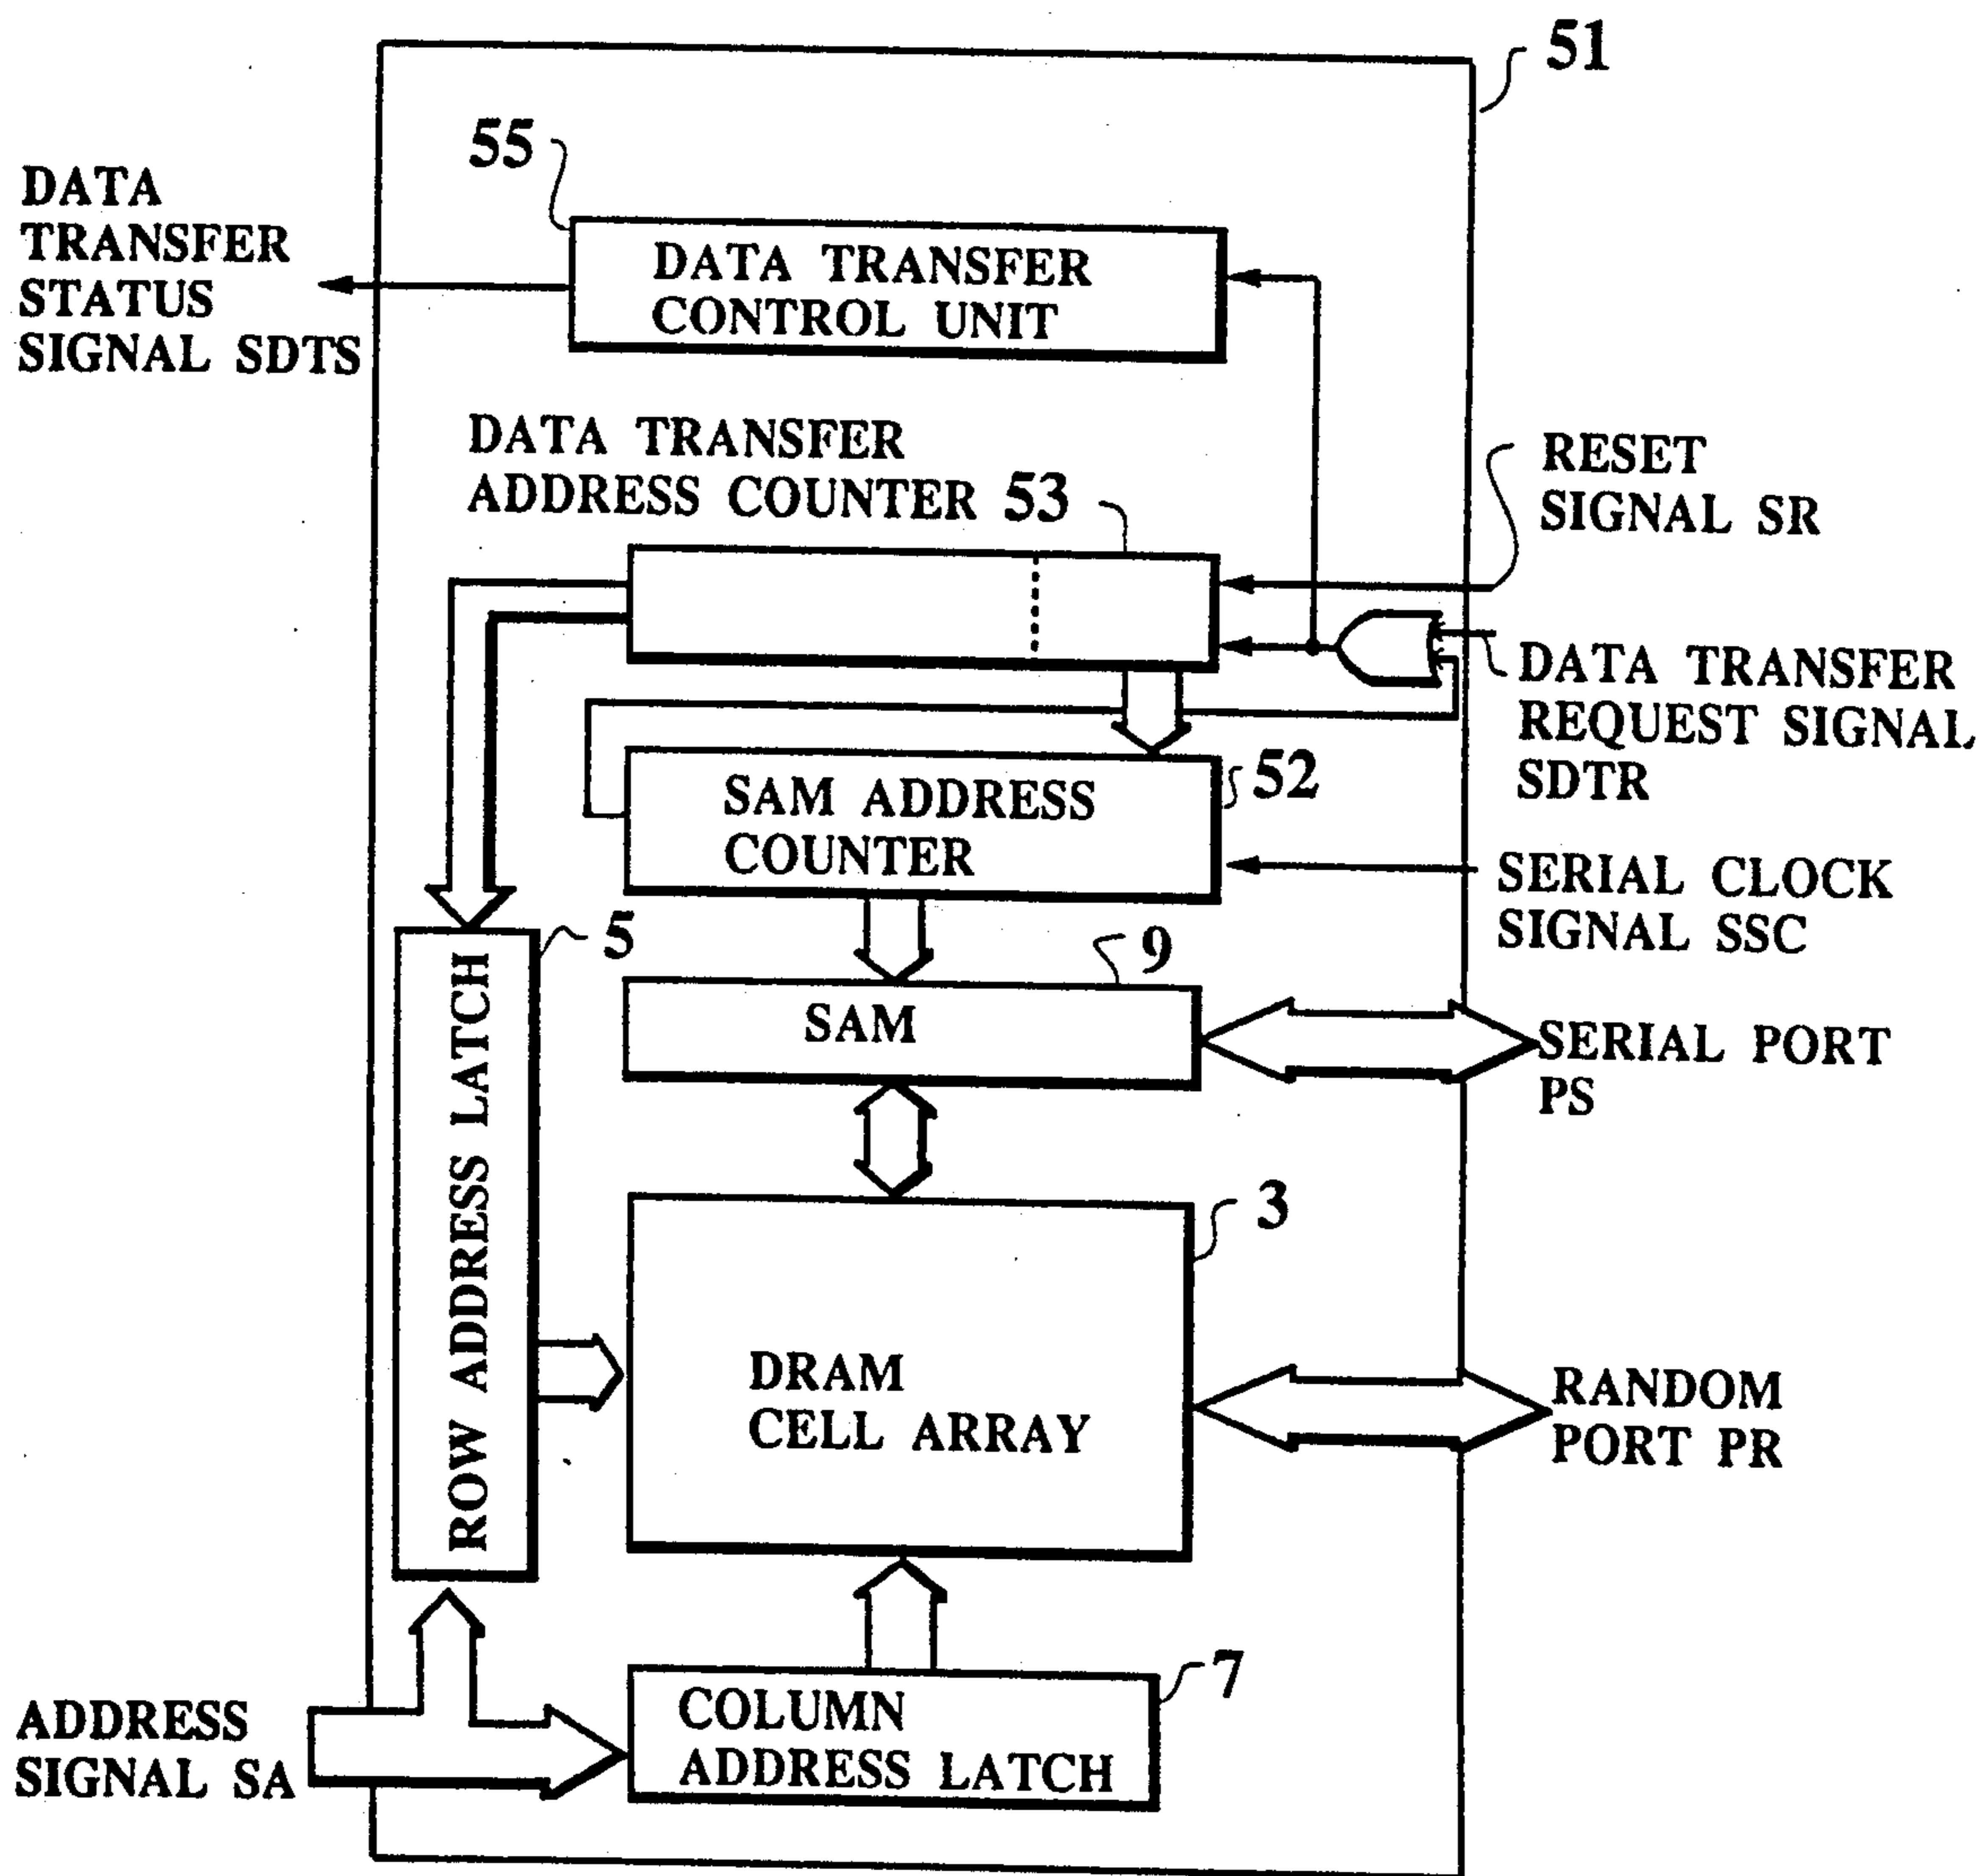 51
55
DATA
TRANSFER
STATUS
SIGNAL SDTS
DATA TRANSFER
CONTROL UNIT
DATA TRANSFER
ADDRESS COUNTER 53
RESET
SIGNAL SR
DATA TRANSFER
REQUEST SIGNAL
SDTR
SAM ADDRESS
COUNTER
52
SERIAL CLOCK
SIGNAL SSC
5
9
SAM
SERIAL PORT
PS
ROW ADDRESS LATCH
3
DRAM
CELL ARRAY
RANDOM
PORT PR
7
COLUMN
ADDRESS LATCH
ADDRESS
SIGNAL SA